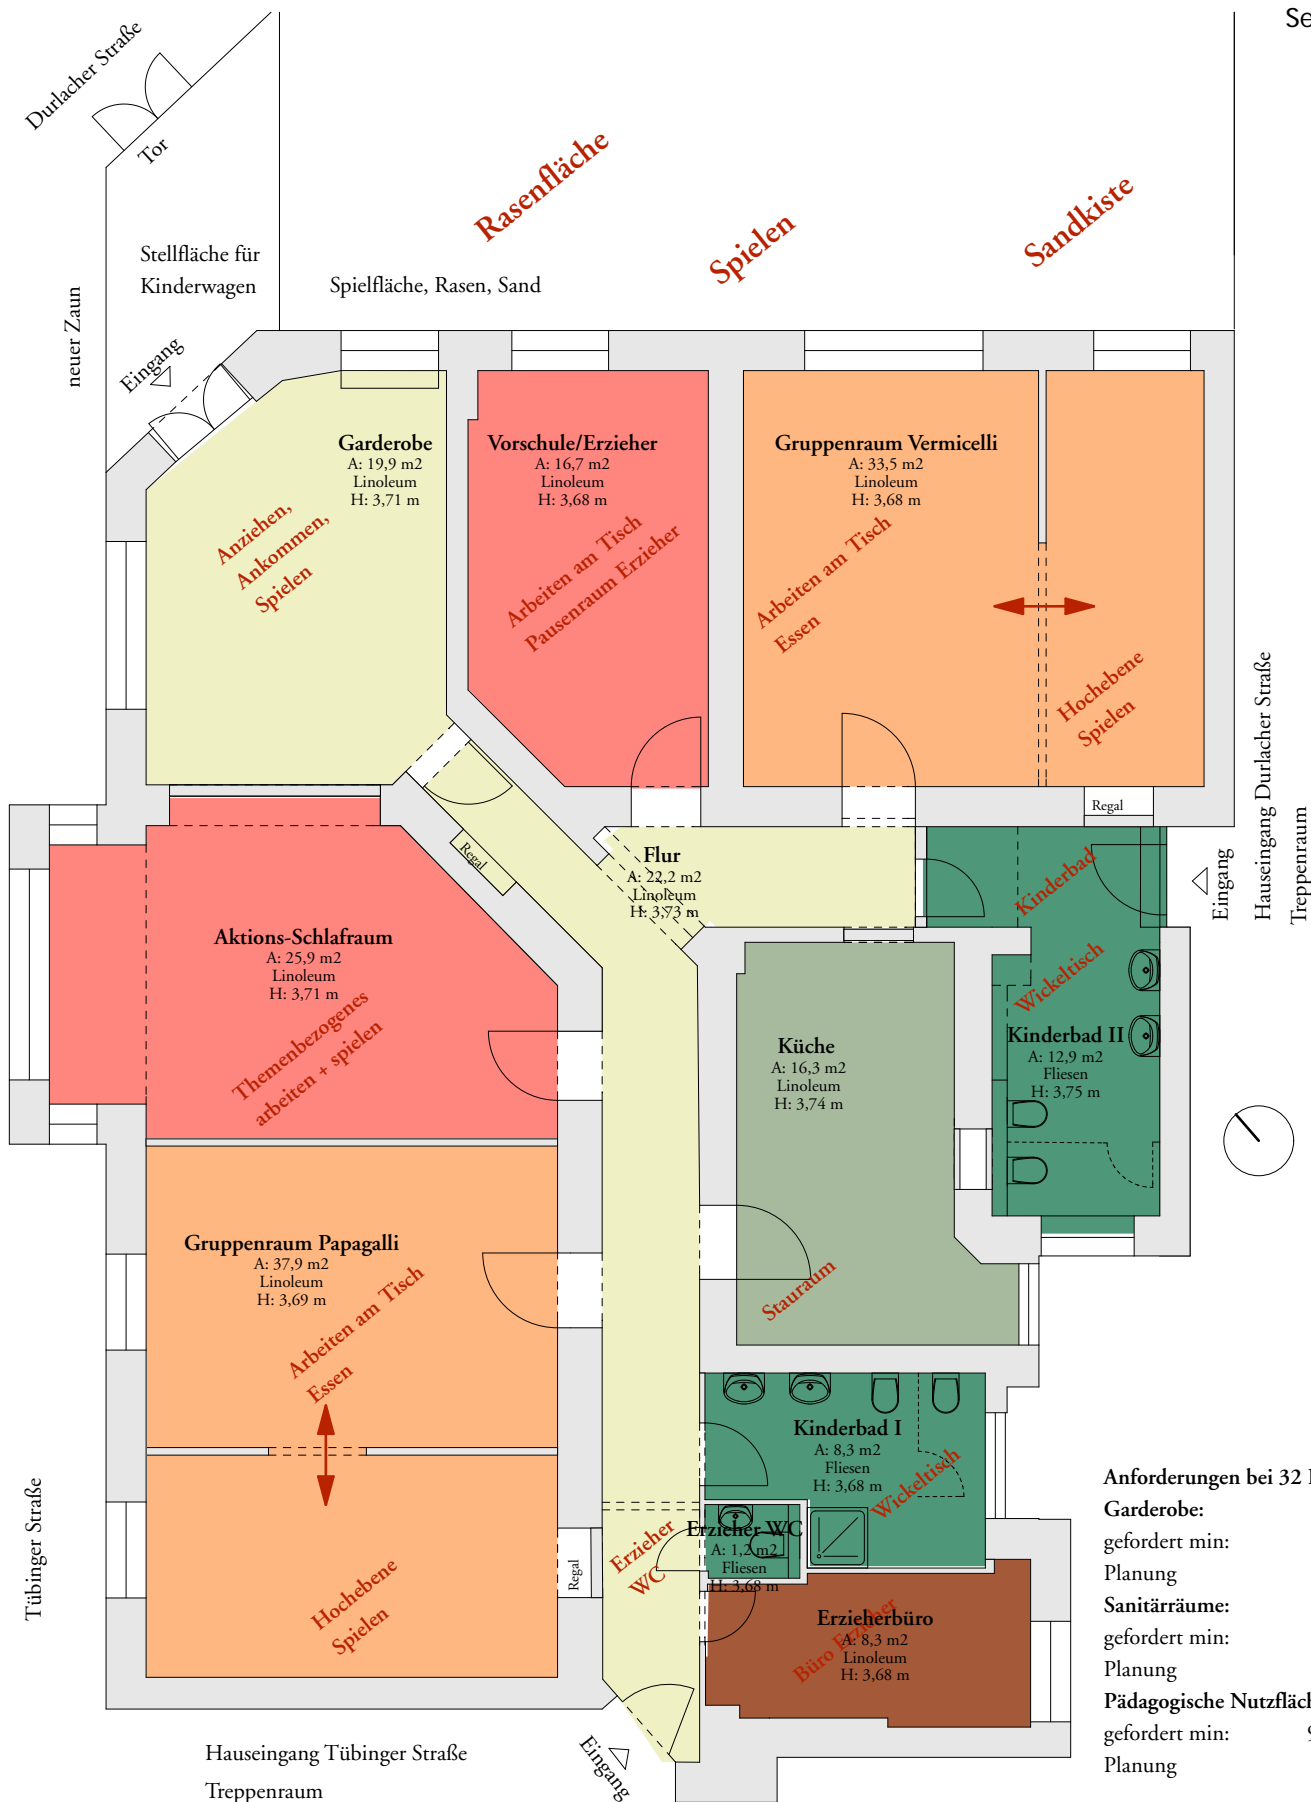 Se
Durlacher Straße
Tor
Rasenfläche
Spielen
Sandkiste
Stellfläche für
Kinderwagen
Spielfläche, Rasen, Sand
neuer Zaun
Eingang
Garderobe
A: 19,9 m2
Linoleum
H: 3,71 m
Anziehen,
Ankommen,
Spielen
Vorschule/Erzieher
A: 16,7 m2
Linoleum
H: 3,68 m
Arbeiten am Tisch
Pausenraum Erzieher
Gruppenraum Vermicelli
A: 33,5 m2
Linoleum
H: 3,68 m
Arbeiten am Tisch
Essen
Hochebene
Spielen
Regal
Hauseingang Durlacher Straße
Treppenraum
Eingang
Regal
Flur
A: 22,2 m2
Linoleum
H: 3,73 m
Kinderbad
Wickeltisch
Kinderbad II
A: 12,9 m2
Fliesen
H: 3,75 m
Aktions-Schlafraum
A: 25,9 m2
Linoleum
H: 3,71 m
Themenbezogenes
arbeiten + spielen
Küche
A: 16,3 m2
Linoleum
H: 3,74 m
Stauraum
Gruppenraum Papagalli
A: 37,9 m2
Linoleum
H: 3,69 m
Arbeiten am Tisch
Essen
Hochebene
Spielen
Regal
Tübinger Straße
Kinderbad I
A: 8,3 m2
Fliesen
H: 3,68 m
Wickeltisch
Erzieher
WC
Erzieher WC
A: 1,2 m2
Fliesen
H: 3,68 m
Erzieherbüro
A: 8,3 m2
Linoleum
H: 3,68 m
Büro Erzieher
Eingang
Hauseingang Tübinger Straße
Treppenraum
Anforderungen bei 32
Garderobe:
gefordert min:
Planung
Sanitärräume:
gefordert min:
Planung
Pädagogische Nutzfläch
gefordert min: 9
Planung